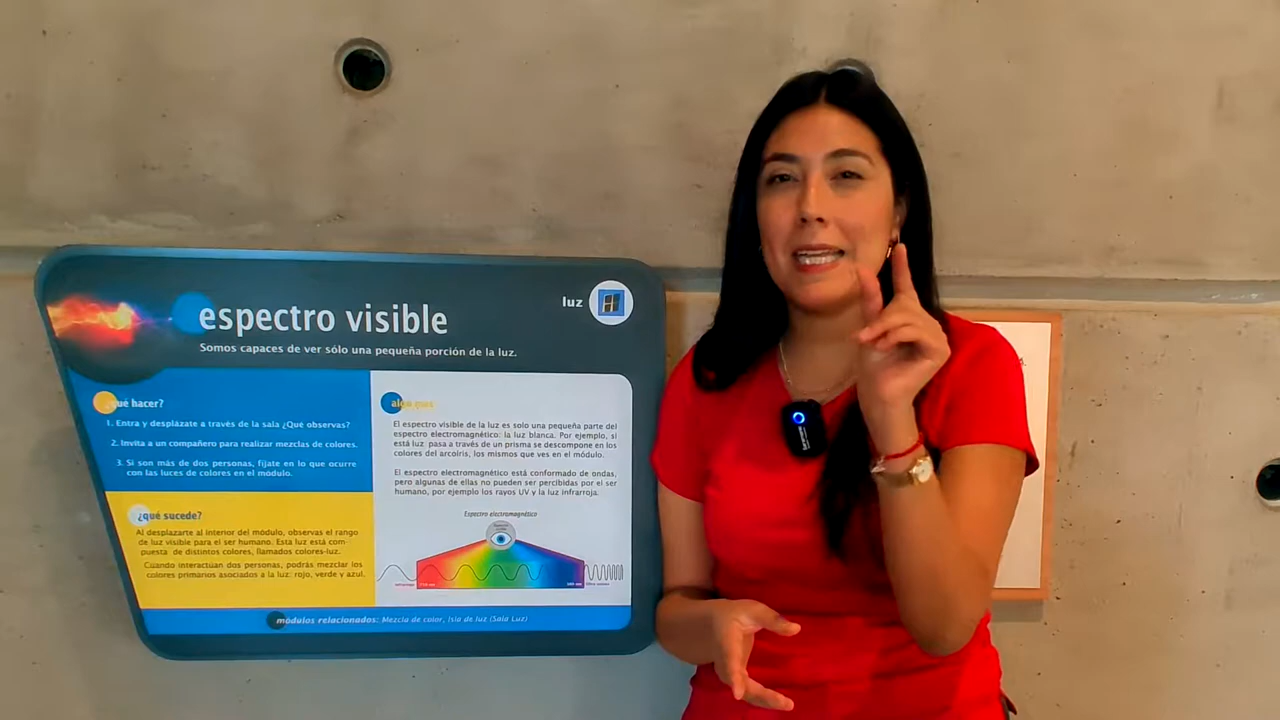 espectro visible
luz
Somos capaces de ver sólo una pequeña porción de la luz.
¿qué hacer?
1. Entra y desplázate a través de la sala ¿Qué observas?
2. Invita a un compañero para realizar mezclas de colores.
3. Si son más de dos personas, fíjate en lo que ocurre
con las luces de colores en el módulo.
¿qué sucede?
Al desplazarte al interior del módulo, observas el rango
de luz visible para el ser humano. Esta luz está com-
puesta de distintos colores, llamados colores-luz.
Cuando interactúan dos personas, podrás mezclar los
colores primarios asociados a la luz: rojo, verde y azul.
algo más
El espectro visible de la luz es solo una pequeña parte del
espectro electromagnético: la luz blanca. Por ejemplo, si
está luz pasa a través de un prisma se descompone en los
colores del arcoíris, los mismos que ves en el módulo.
El espectro electromagnético está conformado de ondas,
pero algunas de ellas no pueden ser percibidas por el ser
humano, por ejemplo los rayos UV y la luz infrarroja.
Espectro electromagnético
módulos relacionados: Mezcla de color, Isla de luz (Sala Luz)